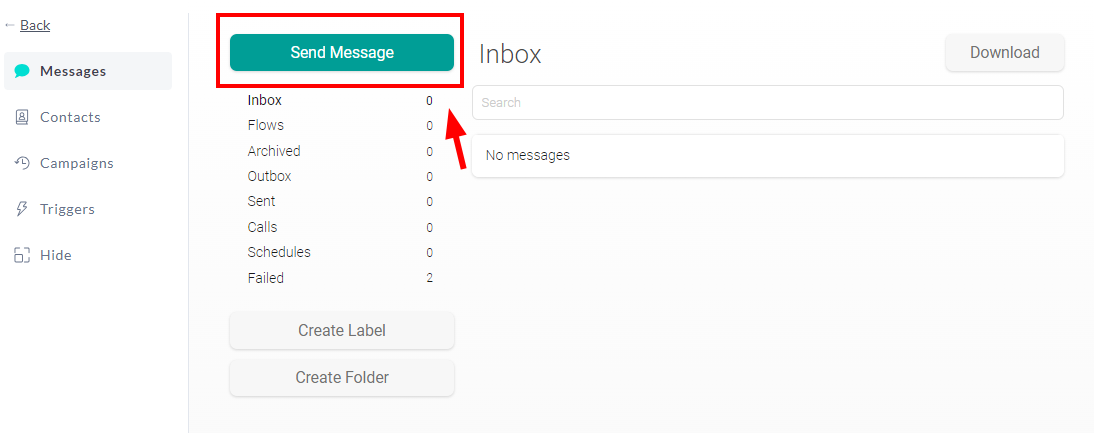 ← Back
Messages
Contacts
Campaigns
Triggers
Hide
Send Message
Inbox 0
Flows 0
Archived 0
Outbox 0
Sent 0
Calls 0
Schedules 0
Failed 2
Create Label
Create Folder
Inbox
Download
Search
No messages